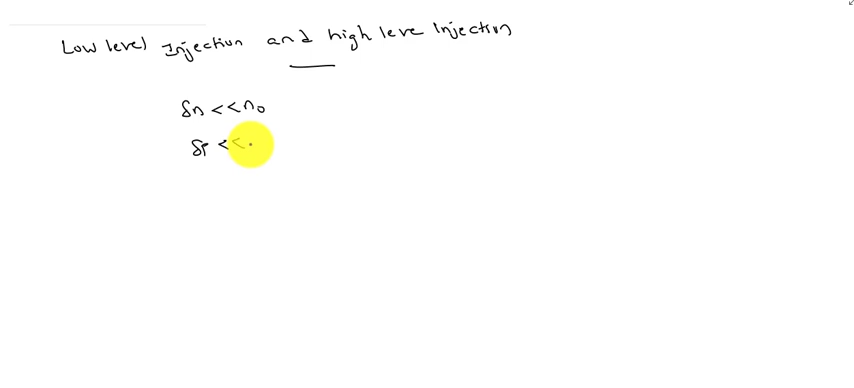 Low level Injection and high leve Injection
δn << n₀
δp <<